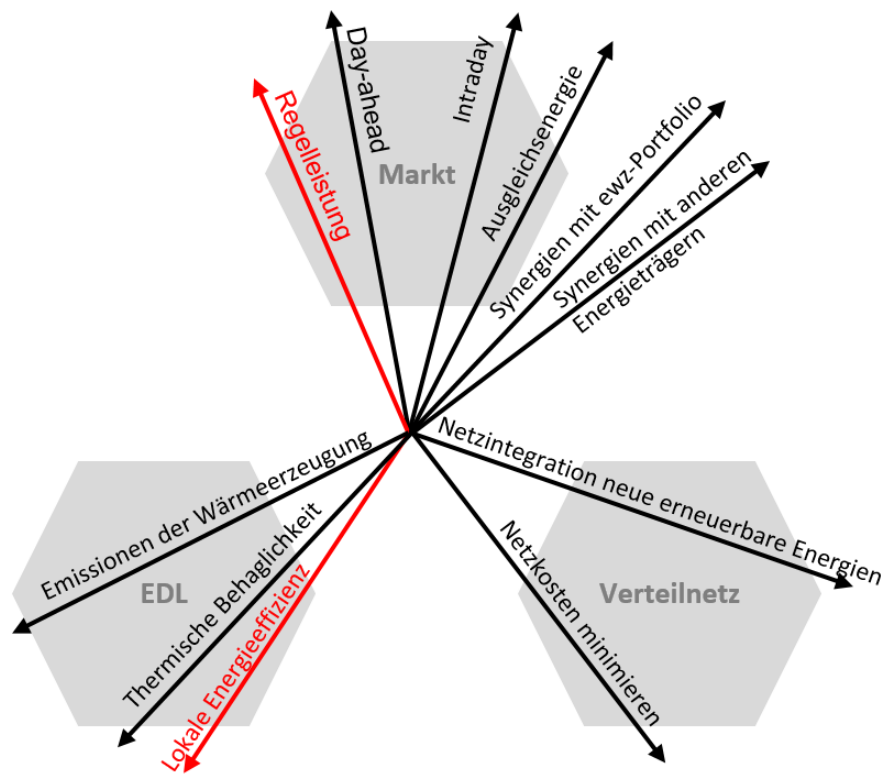 Regelleistung
Day-ahead
Intraday
Ausgleichsenergie
Synergien mit ewz-Portfolio
Synergien mit anderen
Energieträgern
Markt
Netzintegration neue erneuerbare Energien
Netzkosten minimieren
Verteilnetz
Emissionen der Wärmeerzeugung
Thermische Behaglichkeit
Lokale Energieeffizienz
EDL